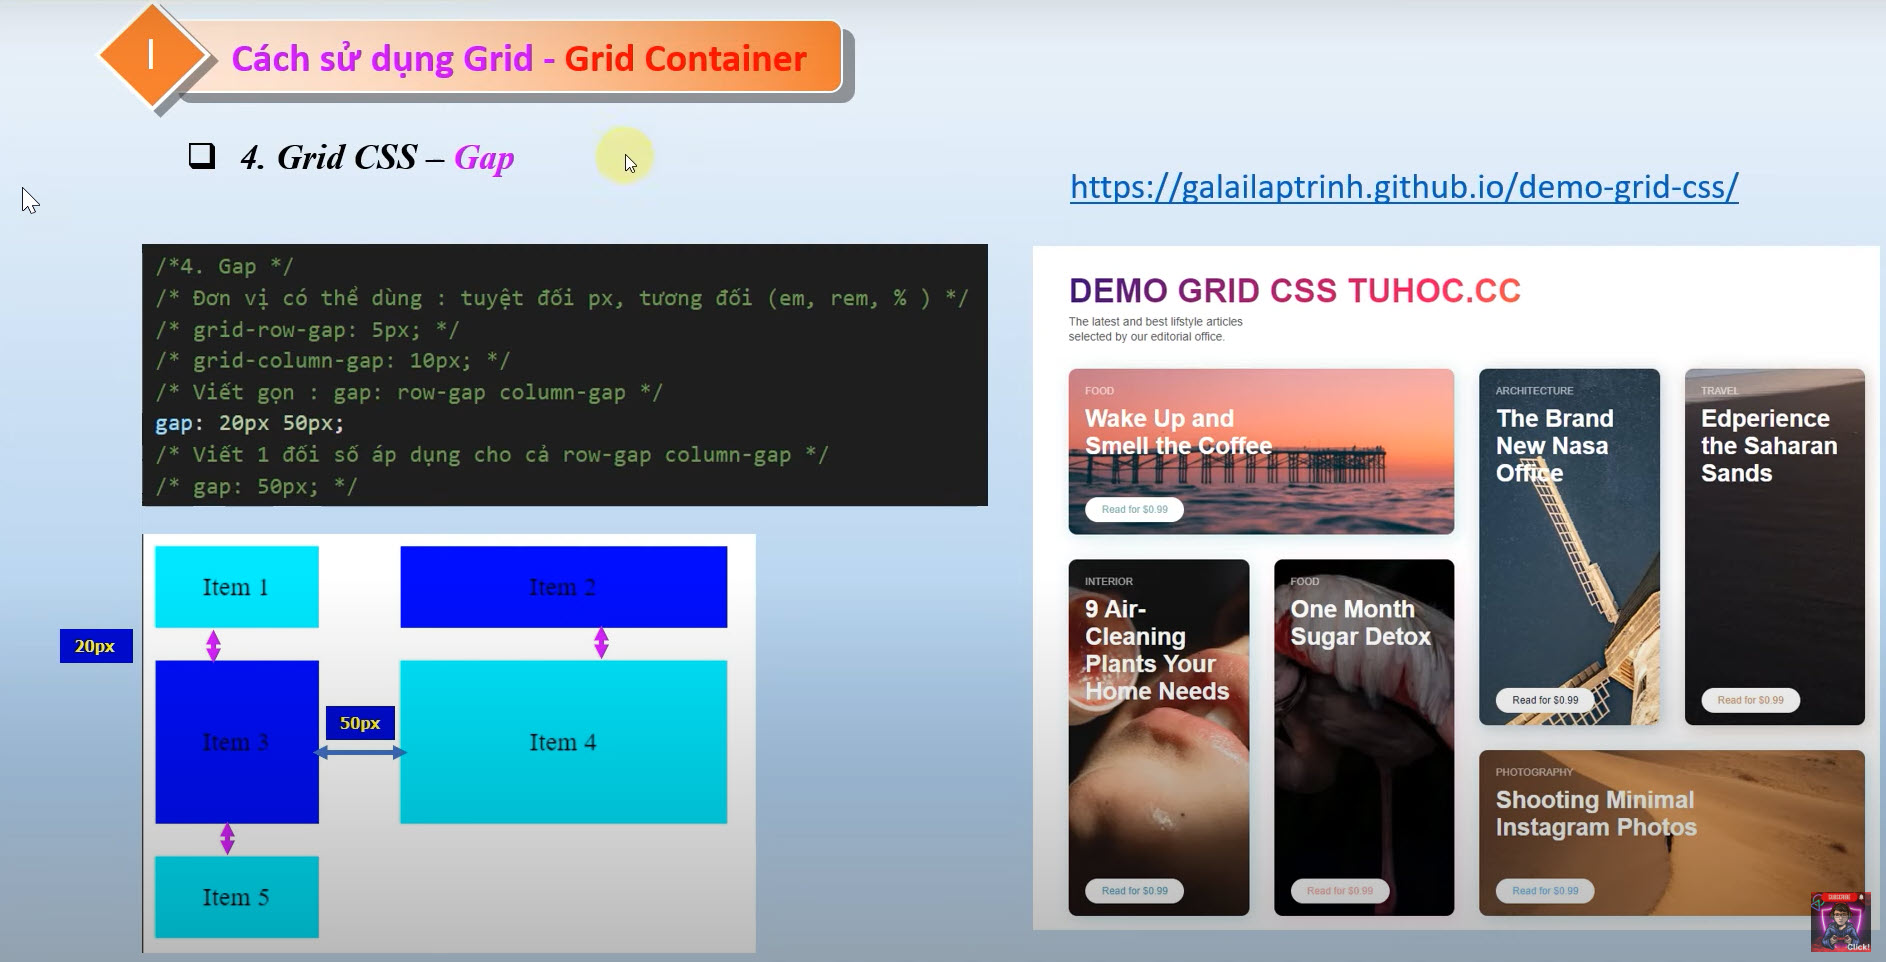 I
Cách sử dụng Grid - Grid Container
4. Grid CSS – Gap
https://galailaptrinh.github.io/demo-grid-css/
/*4. Gap */
/* Đơn vị có thể dùng : tuyệt đối px, tương đối (em, rem, % ) */
/* grid-row-gap: 5px; */
/* grid-column-gap: 10px; */
/* Viết gọn : gap: row-gap column-gap */
gap: 20px 50px;
/* Viết 1 đối số áp dụng cho cả row-gap column-gap */
/* gap: 50px; */
Item 1
Item 2
20px
Item 3
50px
Item 4
Item 5
DEMO GRID CSS TUHOC.CC
The latest and best lifstyle articles
selected by our editorial office.
FOOD
Wake Up and
Smell the Coffee
Read for $0.99
ARCHITECTURE
The Brand
New Nasa
Office
Read for $0.99
TRAVEL
Edperience
the Saharan
Sands
Read for $0.99
INTERIOR
9 Air-
Cleaning
Plants Your
Home Needs
Read for $0.99
FOOD
One Month
Sugar Detox
Read for $0.99
PHOTOGRAPHY
Shooting Minimal
Instagram Photos
Read for $0.99
SUBSCRIBE
Click!